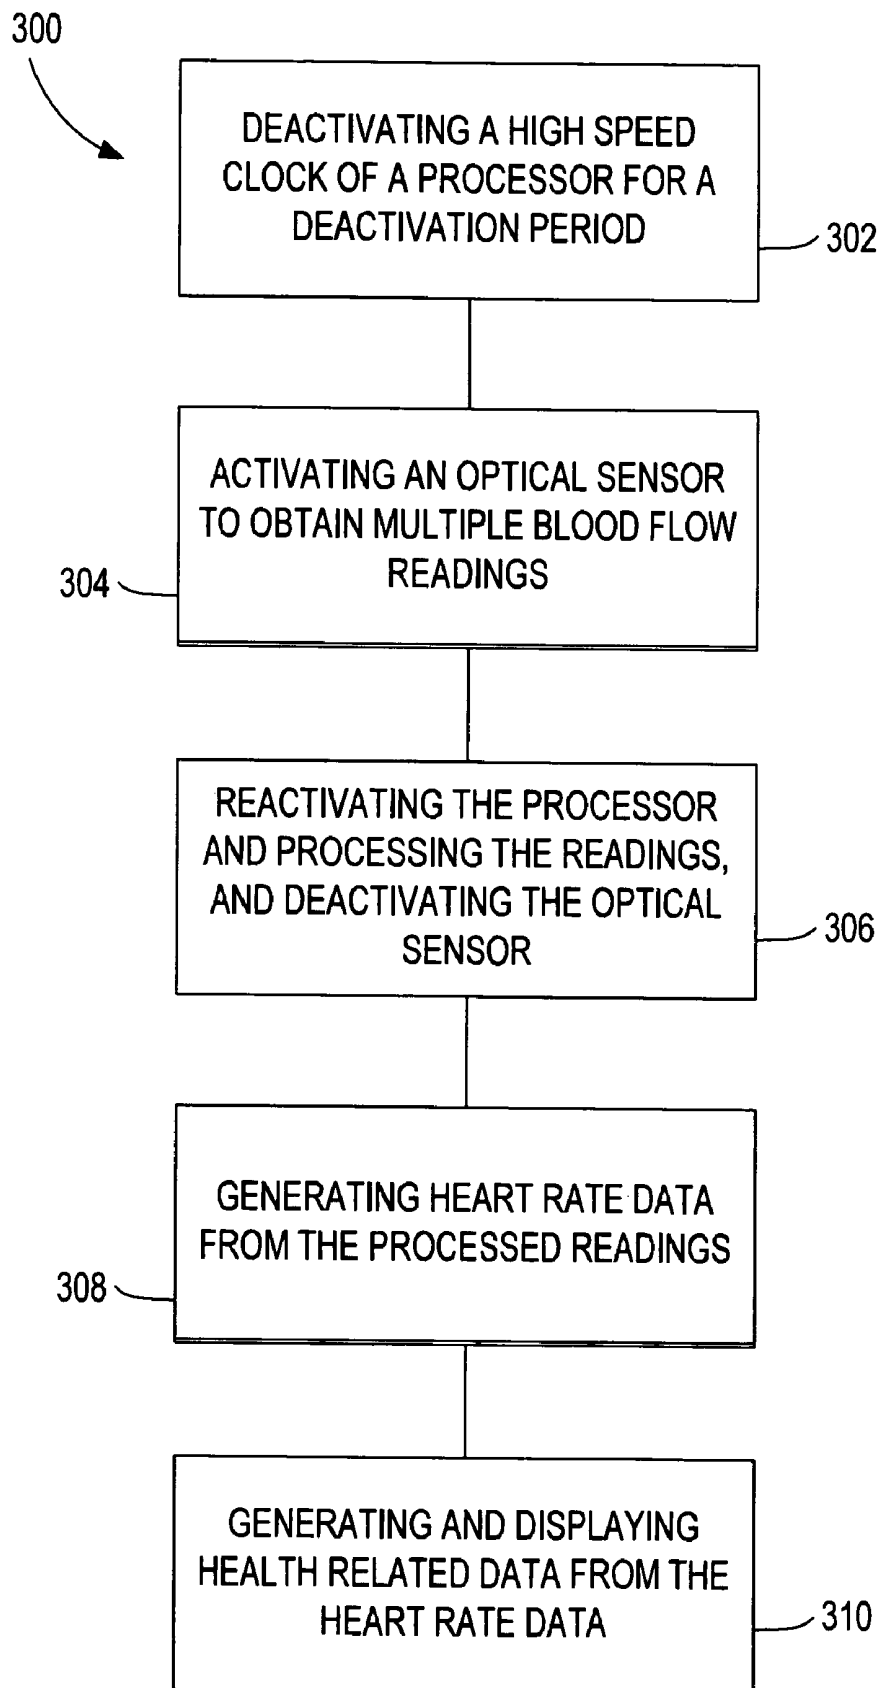 300
DEACTIVATING A HIGH SPEED
CLOCK OF A PROCESSOR FOR A
DEACTIVATION PERIOD
302
ACTIVATING AN OPTICAL SENSOR
TO OBTAIN MULTIPLE BLOOD FLOW
READINGS
304
REACTIVATING THE PROCESSOR
AND PROCESSING THE READINGS,
AND DEACTIVATING THE OPTICAL
SENSOR
306
GENERATING HEART RATE DATA
FROM THE PROCESSED READINGS
308
GENERATING AND DISPLAYING
HEALTH RELATED DATA FROM THE
HEART RATE DATA
310